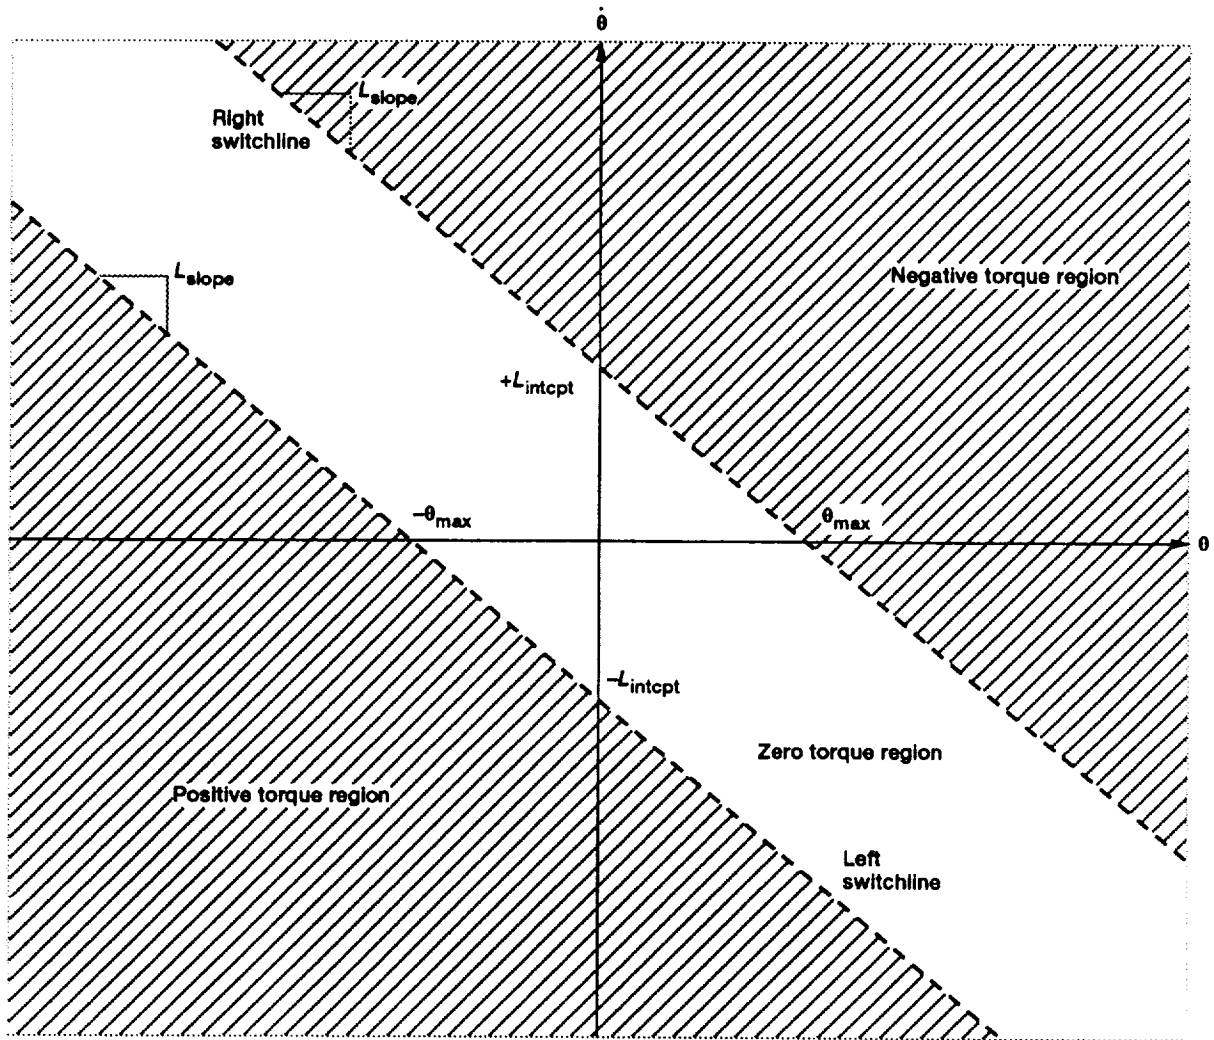 θ̇
L_slope
Right
switchline
L_slope
Negative torque region
+L_intcpt
–θ_max
θ_max
θ
–L_intcpt
Zero torque region
Positive torque region
Left
switchline